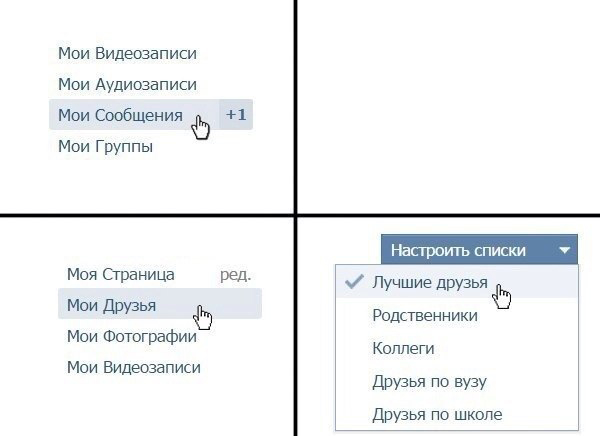 Мои Видеозаписи
Мои Аудиозаписи
Мои Сообщения +1
Мои Группы
Моя Страница ред.
Мои Друзья
Мои Фотографии
Мои Видеозаписи
Настроить списки
Лучшие друзья
Родственники
Коллеги
Друзья по вузу
Друзья по школе